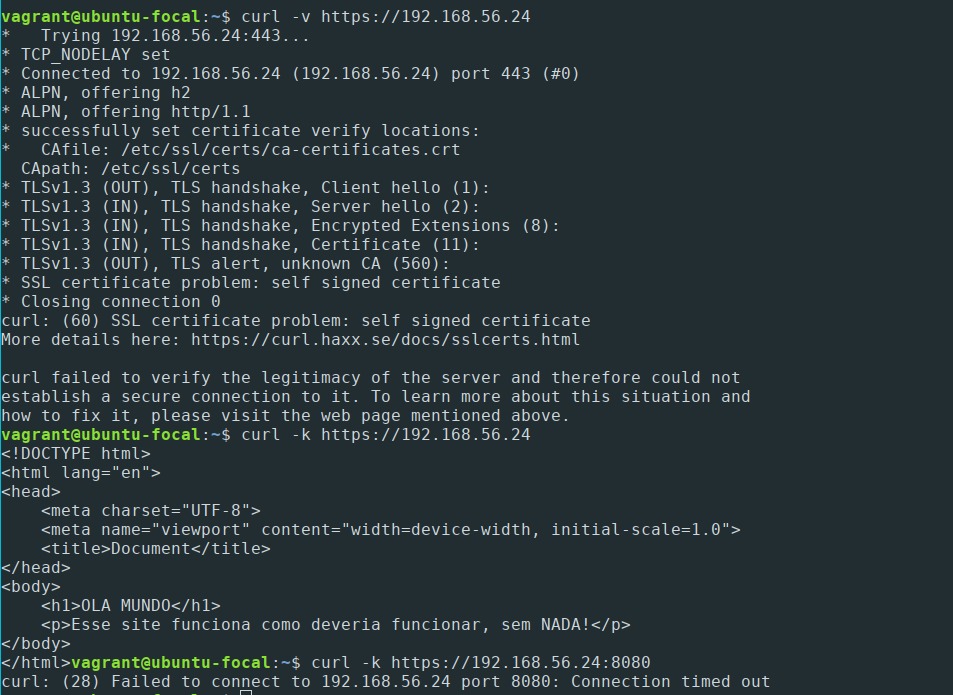 vagrant@ubuntu-focal:~$ curl -v https://192.168.56.24
*   Trying 192.168.56.24:443...
* TCP_NODELAY set
* Connected to 192.168.56.24 (192.168.56.24) port 443 (#0)
* ALPN, offering h2
* ALPN, offering http/1.1
* successfully set certificate verify locations:
*   CAfile: /etc/ssl/certs/ca-certificates.crt
  CApath: /etc/ssl/certs
* TLSv1.3 (OUT), TLS handshake, Client hello (1):
* TLSv1.3 (IN), TLS handshake, Server hello (2):
* TLSv1.3 (IN), TLS handshake, Encrypted Extensions (8):
* TLSv1.3 (IN), TLS handshake, Certificate (11):
* TLSv1.3 (OUT), TLS alert, unknown CA (560):
* SSL certificate problem: self signed certificate
* Closing connection 0
curl: (60) SSL certificate problem: self signed certificate
More details here: https://curl.haxx.se/docs/sslcerts.html

curl failed to verify the legitimacy of the server and therefore could not
establish a secure connection to it. To learn more about this situation and
how to fix it, please visit the web page mentioned above.
vagrant@ubuntu-focal:~$ curl -k https://192.168.56.24
<!DOCTYPE html>
<html lang="en">
<head>
    <meta charset="UTF-8">
    <meta name="viewport" content="width=device-width, initial-scale=1.0">
    <title>Document</title>
</head>
<body>
    <h1>OLA MUNDO</h1>
    <p>Esse site funciona como deveria funcionar, sem NADA!</p>
</body>
</html>vagrant@ubuntu-focal:~$ curl -k https://192.168.56.24:8080
curl: (28) Failed to connect to 192.168.56.24 port 8080: Connection timed out